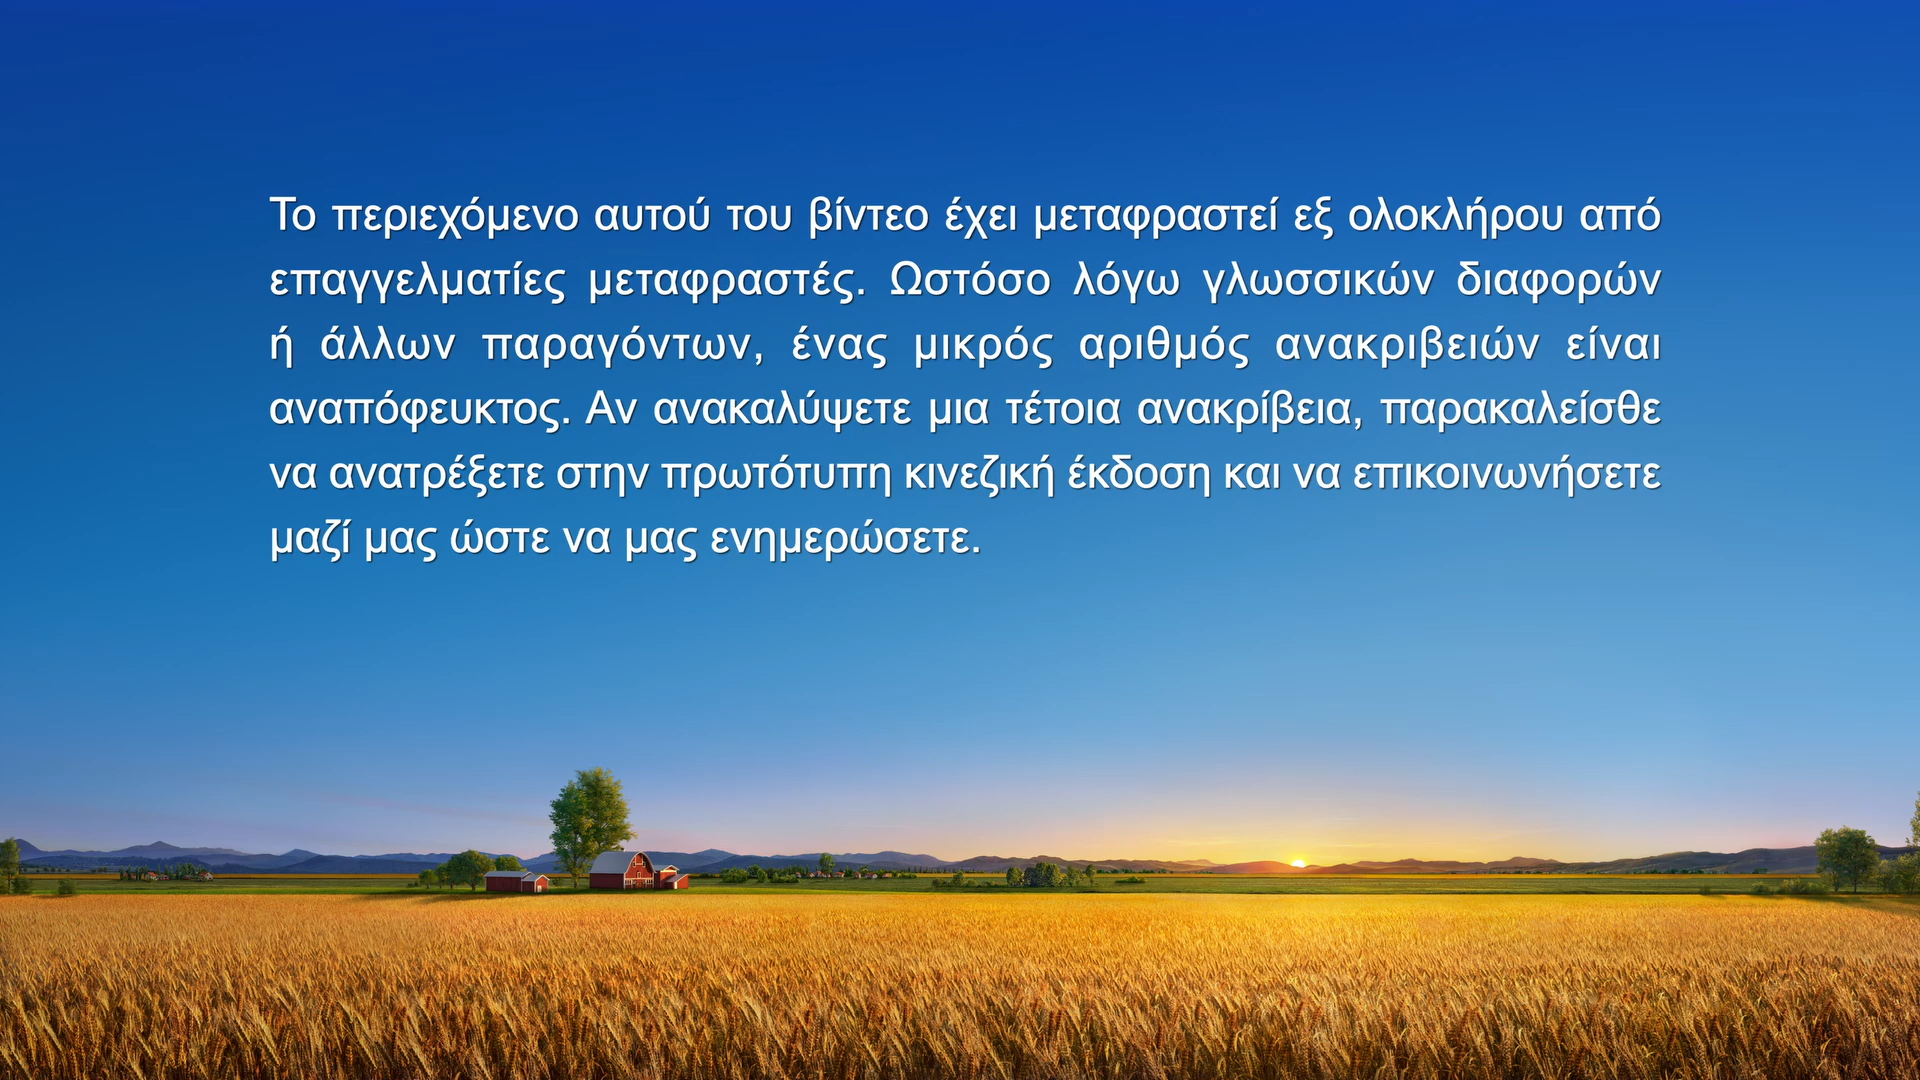 Το περιεχόμενο αυτού του βίντεο έχει μεταφραστεί εξ ολοκλήρου από
επαγγελματίες μεταφραστές. Ωστόσο λόγω γλωσσικών διαφορών
ή άλλων παραγόντων, ένας μικρός αριθμός ανακριβειών είναι
αναπόφευκτος. Αν ανακαλύψετε μια τέτοια ανακρίβεια, παρακαλείσθε
να ανατρέξετε στην πρωτότυπη κινεζική έκδοση και να επικοινωνήσετε
μαζί μας ώστε να μας ενημερώσετε.